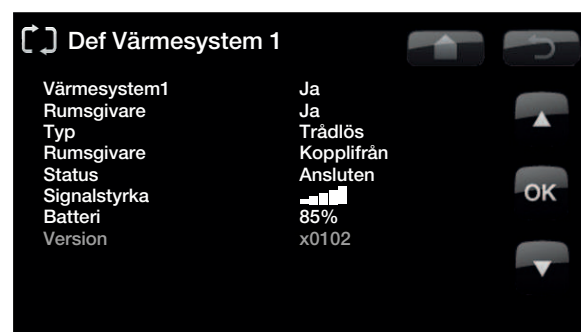 Def Värmesystem 1
Värmesystem1 Ja
Rumsgivare Ja
Typ Trådlös
Rumsgivare Kopplifrån
Status Ansluten
Signalstyrka
Batteri 85%
Version x0102
OK